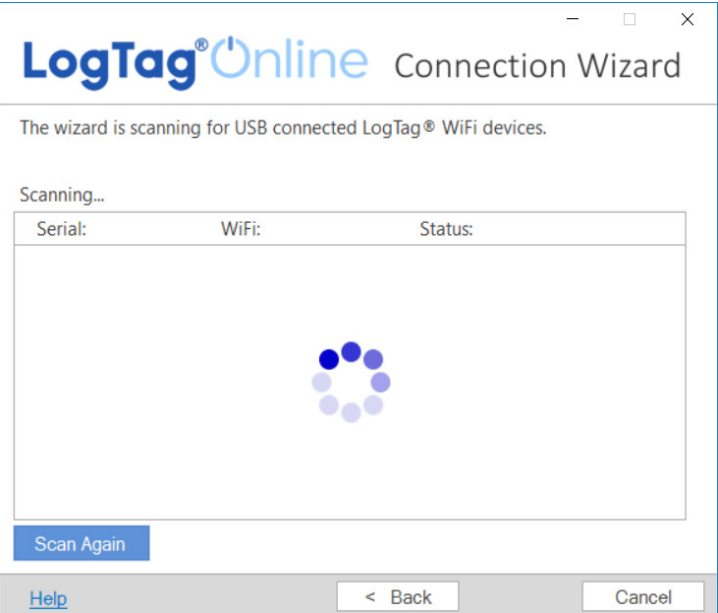 LogTag® Online Connection Wizard
The wizard is scanning for USB connected LogTag® WiFi devices.
Scanning...
Serial: WiFi: Status:
Scan Again
Help < Back Cancel